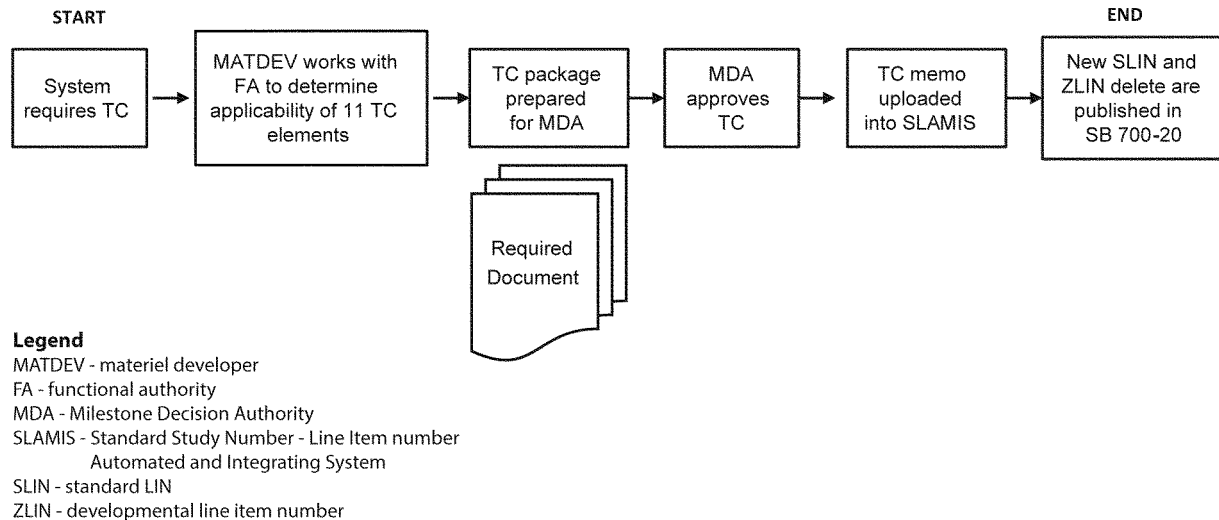 START
END
System
requires TC
MATDEV works with
FA to determine
applicability of 11 TC
elements
TC package
prepared
for MDA
MDA
approves
TC
TC memo
uploaded
into SLAMIS
New SLIN and
ZLIN delete are
published in
SB 700-20
Required
Document
Legend
MATDEV - materiel developer
FA - functional authority
MDA - Milestone Decision Authority
SLAMIS - Standard Study Number - Line Item number
Automated and Integrating System
SLIN - standard LIN
ZLIN - developmental line item number